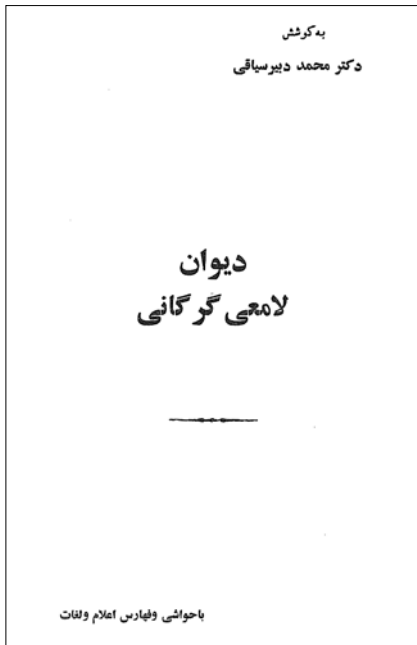 به کوشش
دکتر محمد دبیرسیاقی
دیوان
لامعی گرگانی
باحواشی وفهارس اعلام ولغات